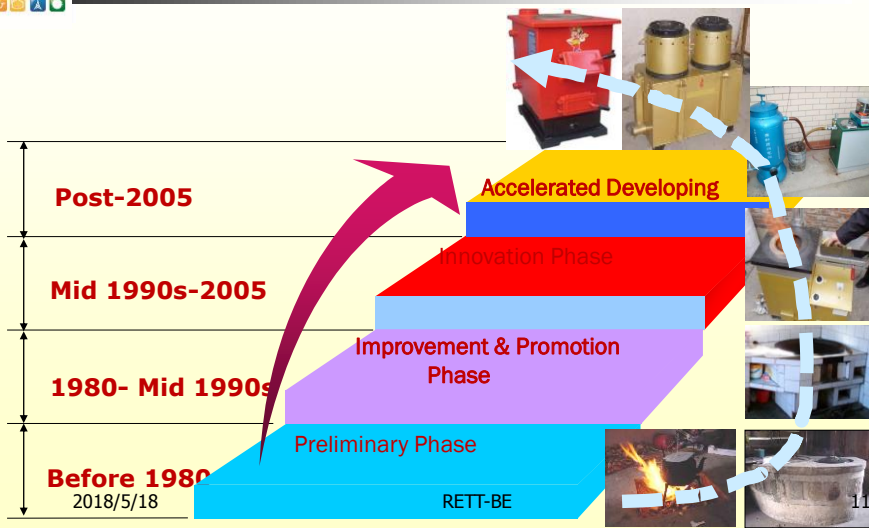 Post-2005
Accelerated Developing
Innovation Phase
Mid 1990s-2005
Improvement & Promotion
Phase
1980- Mid 1990s
Preliminary Phase
Before 1980
2018/5/18
RETT-BE
11